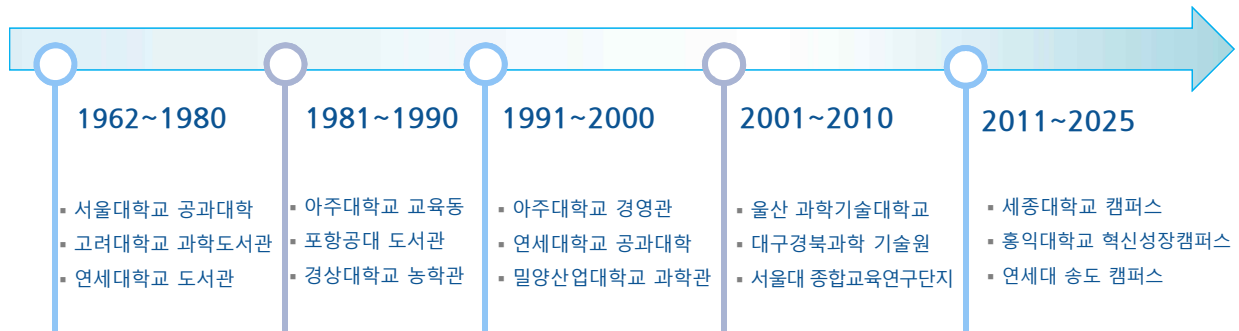 1962~1980
▪ 서울대학교 공과대학
▪ 고려대학교 과학도서관
▪ 연세대학교 도서관
1981~1990
▪ 아주대학교 교육동
▪ 포항공대 도서관
▪ 경상대학교 농학관
1991~2000
▪ 아주대학교 경영관
▪ 연세대학교 공과대학
▪ 밀양산업대학교 과학관
2001~2010
▪ 울산 과학기술대학교
▪ 대구경북과학 기술원
▪ 서울대 종합교육연구단지
2011~2025
▪ 세종대학교 캠퍼스
▪ 홍익대학교 혁신성장캠퍼스
▪ 연세대 송도 캠퍼스